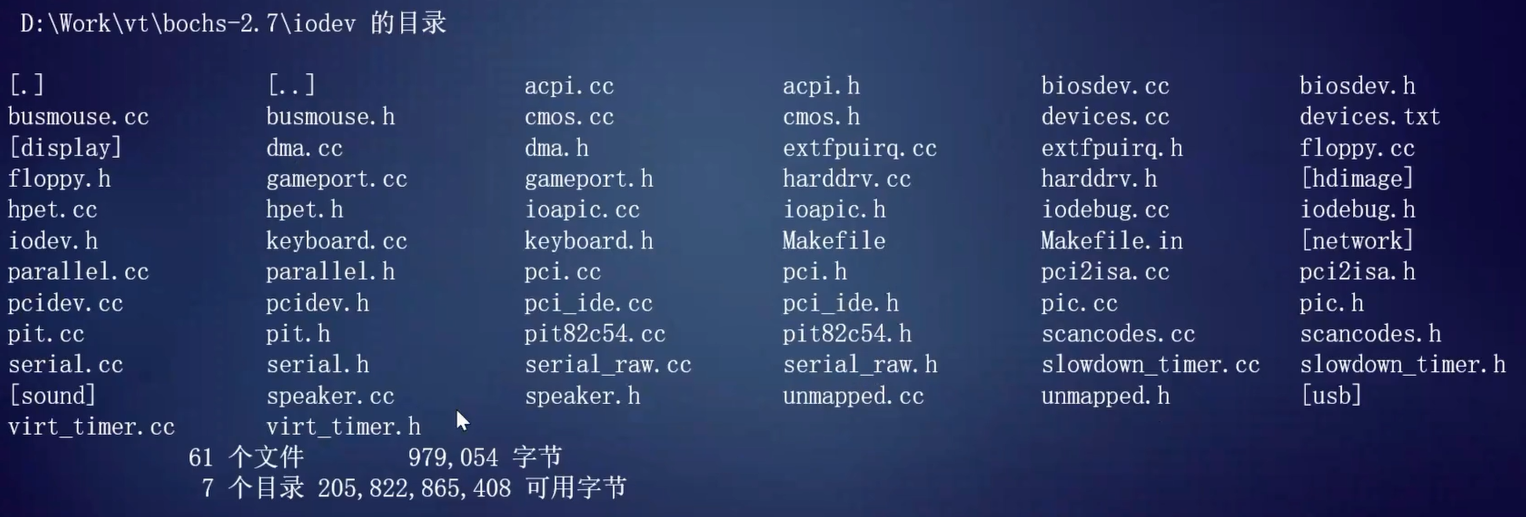 D:\Work\vt\bochs-2.7\iodev 的目录
[.] [..] acpi.cc acpi.h biosdev.cc biosdev.h
busmouse.cc busmouse.h cmos.cc cmos.h devices.cc devices.txt
[display] dma.cc dma.h extfpuirq.cc extfpuirq.h floppy.cc
floppy.h gameport.cc gameport.h harddrv.cc harddrv.h [hdimage]
hpet.cc hpet.h ioapic.cc ioapic.h iodebug.cc iodebug.h
iodev.h keyboard.cc keyboard.h Makefile Makefile.in [network]
parallel.cc parallel.h pci.cc pci.h pci2isa.cc pci2isa.h
pcidev.cc pcidev.h pci_ide.cc pci_ide.h pic.cc pic.h
pit.cc pit.h pit82c54.cc pit82c54.h scancodes.cc scancodes.h
serial.cc serial.h serial_raw.cc serial_raw.h slowdown_timer.cc slowdown_timer.h
[sound] speaker.cc speaker.h unmapped.cc unmapped.h [usb]
virt_timer.cc virt_timer.h
61 个文件 979,054 字节
7 个目录 205,822,865,408 可用字节